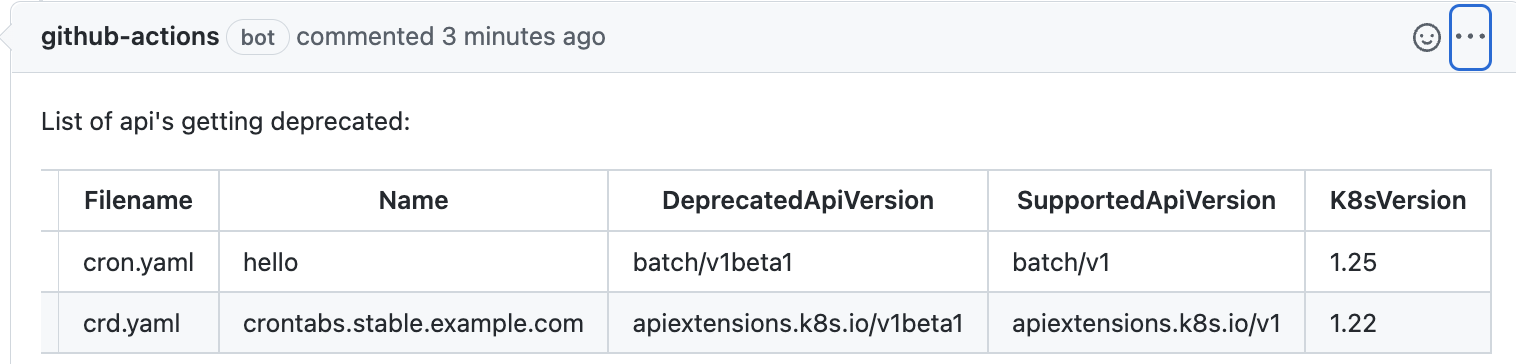 github-actions bot commented 3 minutes ago
List of api's getting deprecated:
Filename Name DeprecatedApiVersion SupportedApiVersion K8sVersion
cron.yaml hello batch/v1beta1 batch/v1 1.25
crd.yaml crontabs.stable.example.com apiextensions.k8s.io/v1beta1 apiextensions.k8s.io/v1 1.22